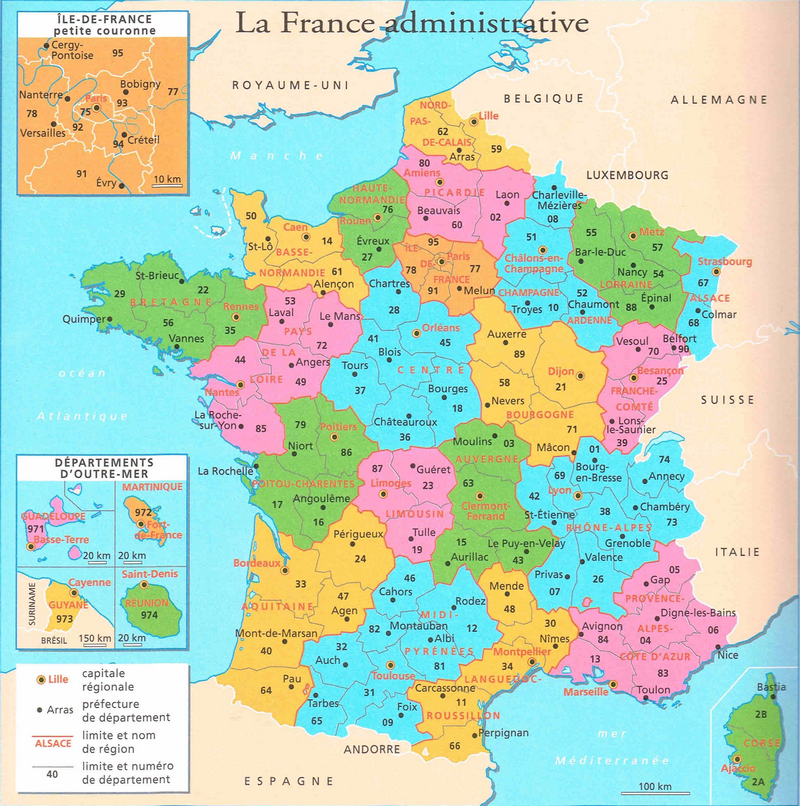 La France administrative
ÎLE-DE-FRANCE
petite couronne
Cergy-
Pontoise
95
Bobigny
77
Nanterre
Paris
93
78
75
92
Versailles
Créteil
94
91
Évry
10 km
ROYAUME-UNI
BELGIQUE
ALLEMAGNE
LUXEMBOURG
Manche
NORD-
PAS-
DE-CALAIS
62
Lille
Arras
59
80
Amiens
PICARDIE
Laon
Beauvais
60
02
Charleville-
Mézières
08
HAUTE-
NORMANDIE
76
Rouen
Évreux
27
50
Caen
14
St-Lô
BASSE-
NORMANDIE
61
Alençon
95
ÎLE
Paris
DE-
78
77
FRANCE
91
Melun
51
Châlons-en-
Champagne
CHAMPAGNE
Troyes
10
52
Chaumont
ARDENNE
55
Metz
57
Bar-le-Duc
Nancy
54
LORRAINE
88
Épinal
Strasbourg
67
ALSACE
68
Colmar
St-Brieuc
22
29
BRETAGNE
Rennes
35
Quimper
56
Vannes
53
Laval
Le Mans
PAYS
72
DE LA
44
Angers
LOIRE
49
Nantes
La Roche-
sur-Yon
85
Chartres
28
Orléans
41
45
Blois
Tours
CENTRE
37
Bourges
18
Châteauroux
36
Auxerre
89
Dijon
21
58
Nevers
BOURGOGNE
71
Mâcon
Vesoul
70
Belfort
90
Besançon
25
FRANCHE-
COMTÉ
Lons-
le-Saunier
39
SUISSE
océan
Atlantique
79
Poitiers
86
Niort
La Rochelle
POITOU-CHARENTES
17
Angoulême
16
87
Guéret
Limoges
23
LIMOUSIN
Tulle
19
Moulins
03
AUVERGNE
63
Clermont-
Ferrand
15
Le Puy-en-Velay
Aurillac
43
01
Bourg-
en-Bresse
74
Annecy
69
Lyon
42
38
Chambéry
73
St-Étienne
RHÔNE-ALPES
Grenoble
Valence
Privas
07
26
ITALIE
Périgueux
24
Bordeaux
33
47
AQUITAINE
Agen
Mont-de-Marsan
40
64
Pau
46
Cahors
Rodez
MIDI-
82
Montauban
12
Albi
32
PYRÉNÉES
Auch
81
Toulouse
31
Tarbes
65
Foix
09
Mende
48
30
Nîmes
Montpellier
34
LANGUEDOC-
Carcassonne
11
ROUSSILLON
Perpignan
66
05
Gap
PROVENCE-
Digne-les-Bains
Avignon
84
ALPES-
04
06
CÔTE D'AZUR
13
Nice
83
Marseille
Toulon
ANDORRE
ESPAGNE
mer
Méditerranée
100 km
Bastia
2B
CORSE
Ajaccio
2A
DÉPARTEMENTS
D'OUTRE-MER
GUADELOUPE
971
Basse-Terre
20 km
MARTINIQUE
972
Fort-
de-France
20 km
SURINAME
Cayenne
GUYANE
973
BRÉSIL
150 km
Saint-Denis
RÉUNION
974
20 km
Lille
capitale
régionale
Arras
préfecture
de département
ALSACE
limite et nom
de région
40
limite et numéro
de département